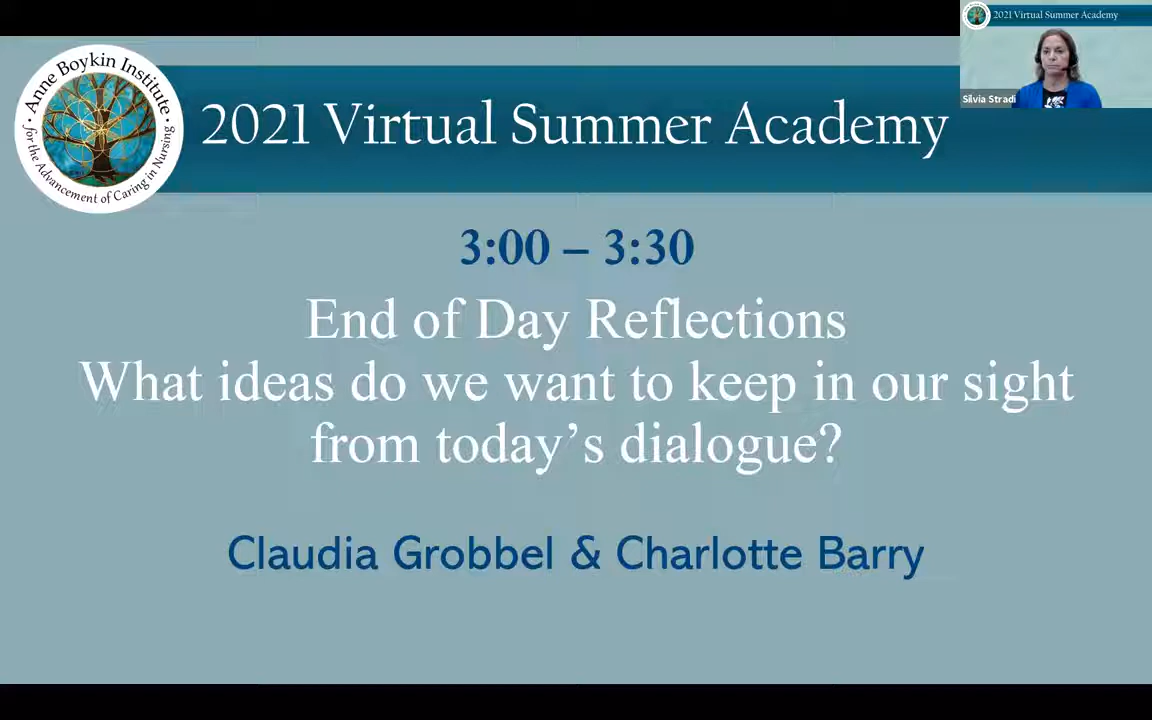 Anne Boykin Institute
for the Advancement of Caring in Nursing
2021 Virtual Summer Academy
2021 Virtual Summer Academy
Silvia Stradi
3:00 – 3:30
End of Day Reflections
What ideas do we want to keep in our sight
from today’s dialogue?
Claudia Grobbel & Charlotte Barry